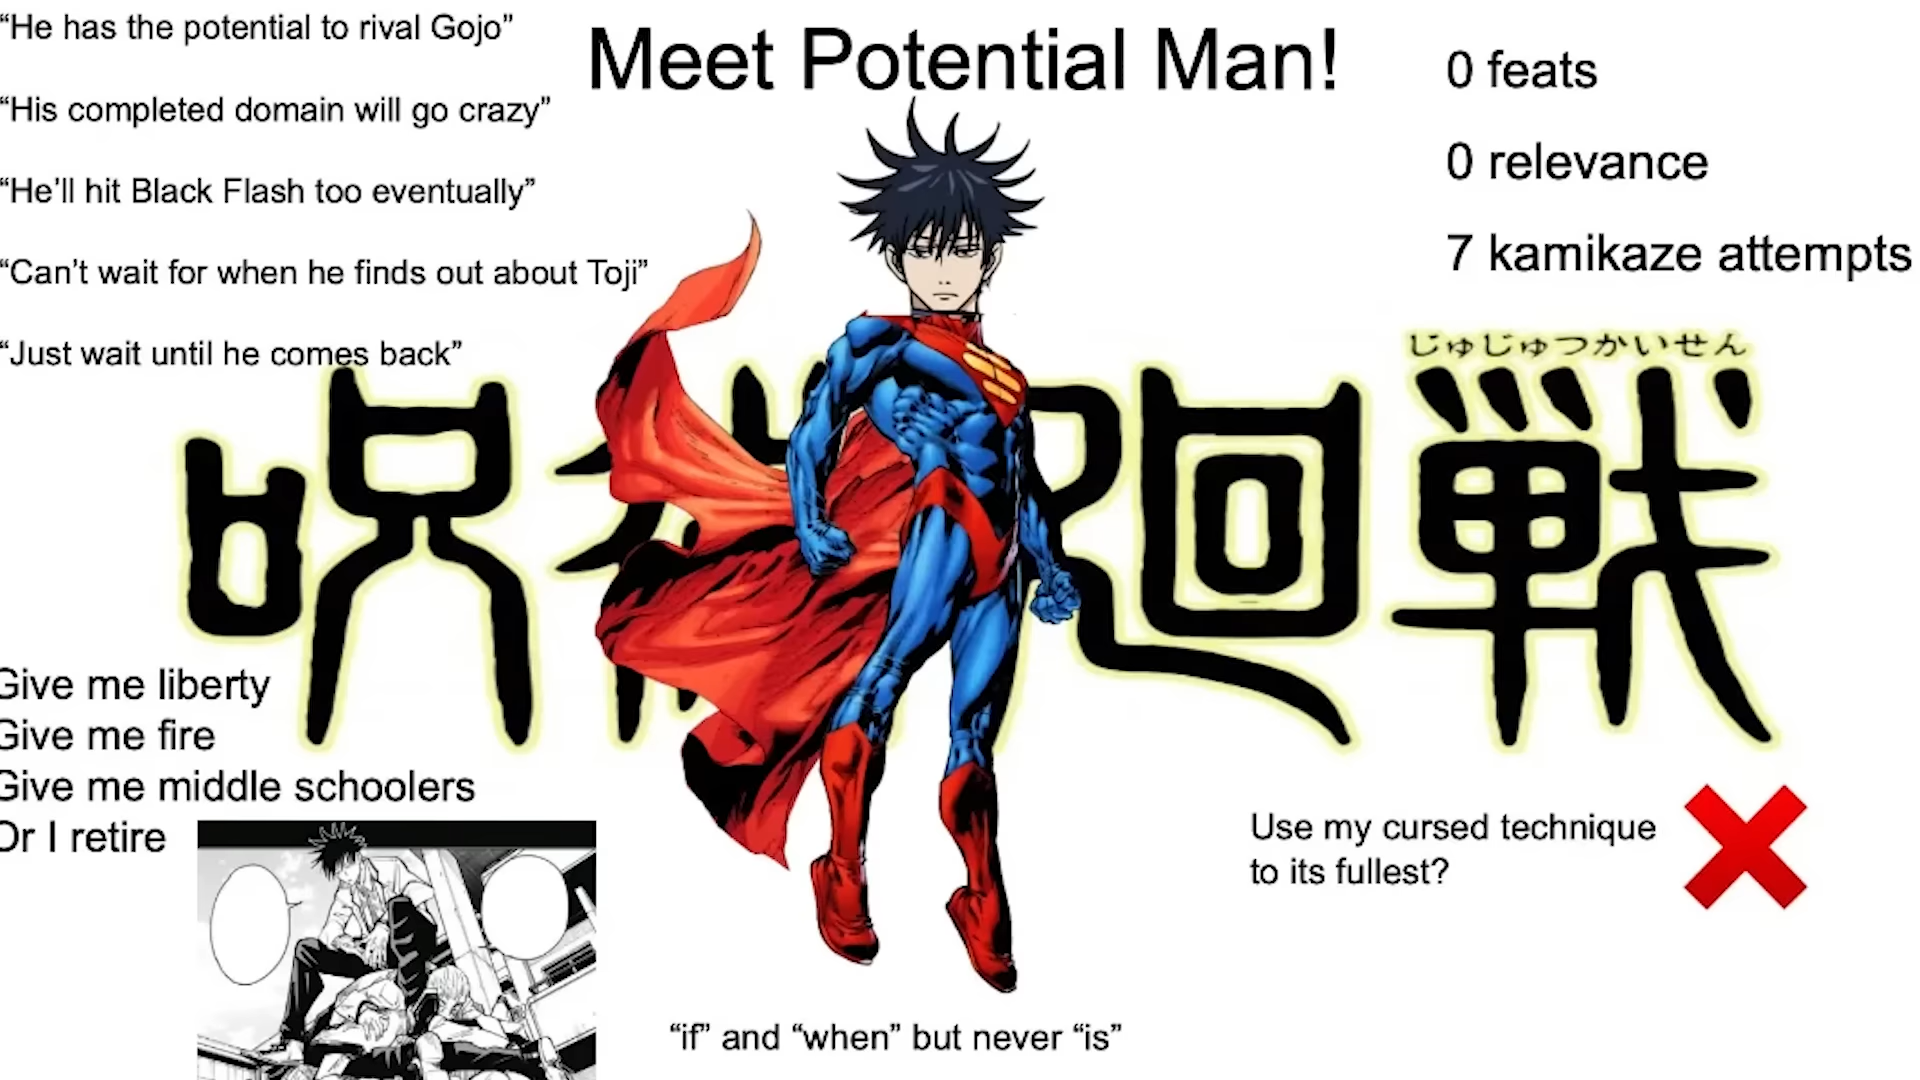 “He has the potential to rival Gojo”
“His completed domain will go crazy”
“He’ll hit Black Flash too eventually”
“Can’t wait for when he finds out about Toji”
“Just wait until he comes back”
Meet Potential Man!
0 feats
0 relevance
7 kamikaze attempts
じゅじゅつかいせん
呪術廻戦
Give me liberty
Give me fire
Give me middle schoolers
Or I retire
Use my cursed technique
to its fullest?
“if” and “when” but never “is”